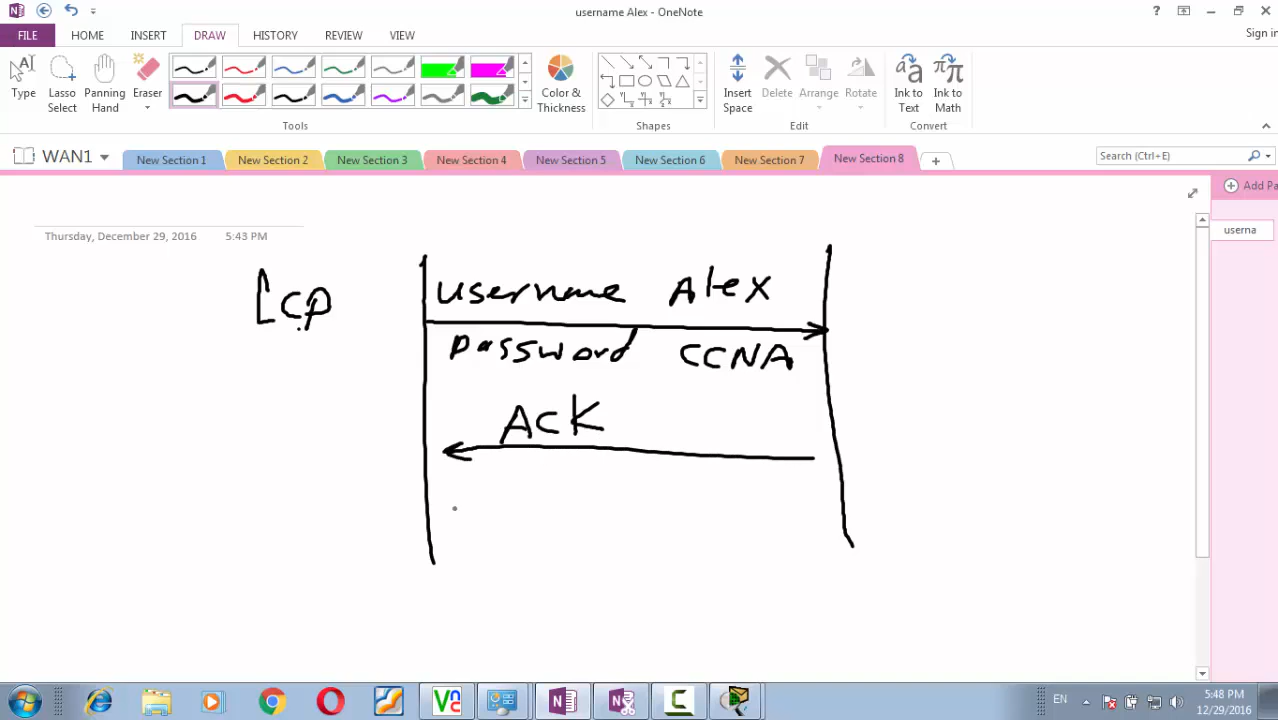 username Alex - OneNote
?
FILE HOME INSERT DRAW HISTORY REVIEW VIEW
Sign in
Type
Lasso Select
Panning Hand
Eraser
Color & Thickness
Insert Space
Delete
Arrange
Rotate
Ink to Text
Ink to Math
Tools
Shapes
Edit
Convert
WAN1
New Section 1
New Section 2
New Section 3
New Section 4
New Section 5
New Section 6
New Section 7
New Section 8
Search (Ctrl+E)
Add Pa
userna
Thursday, December 29, 2016 5:43 PM
LCP
username Alex
password CCNA
ACK
EN
5:48 PM
12/29/2016